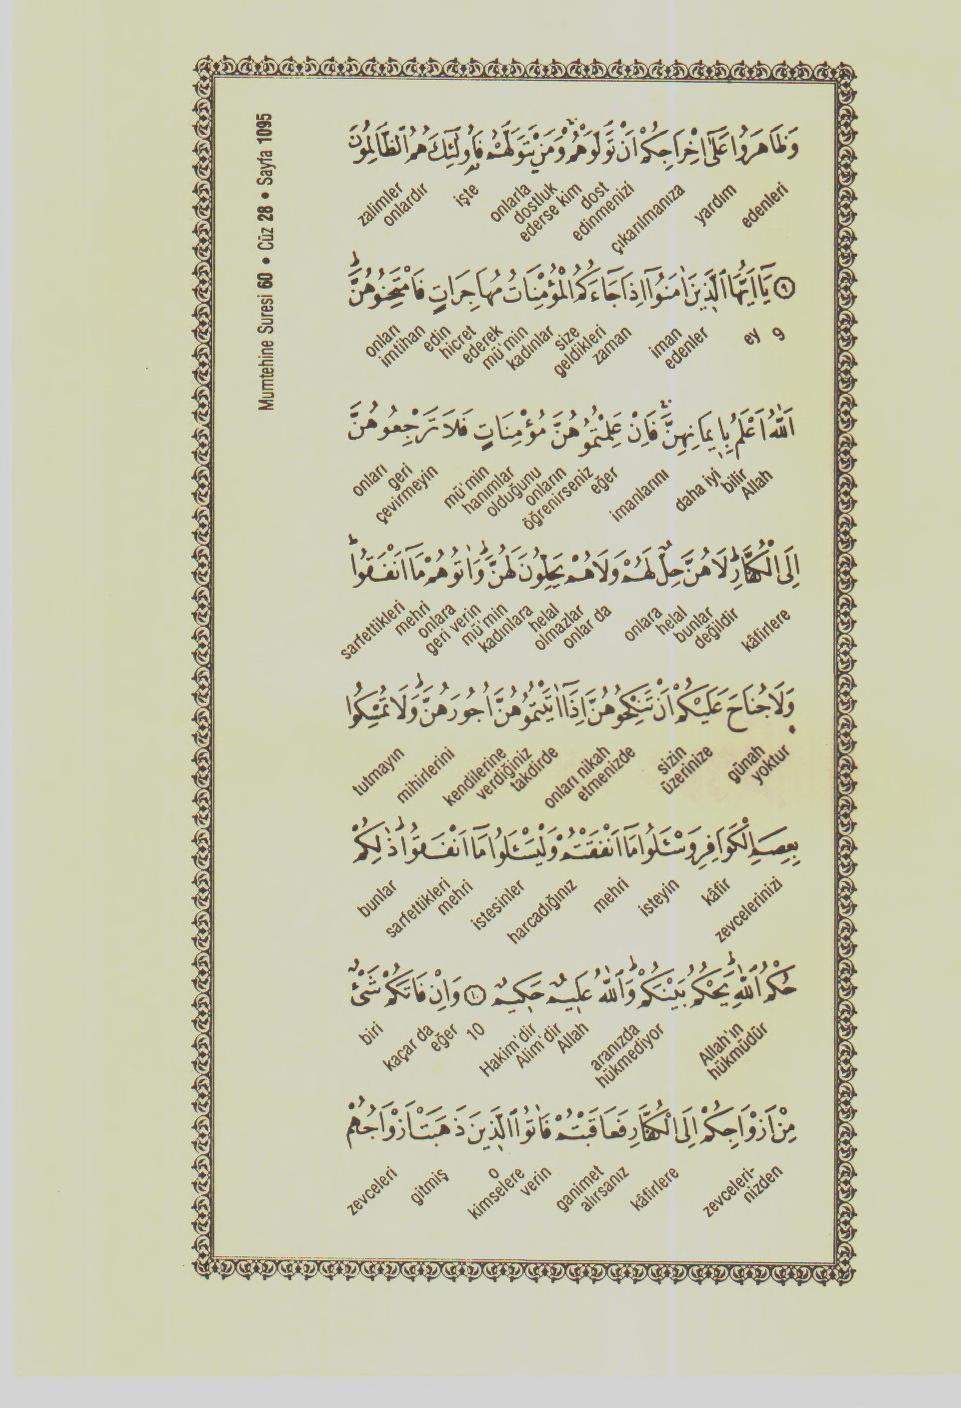 Mumtehine Suresi 60 • Cüz 28 • Sayfa 1095
وَظَاهَرُوا عَلٰٓى اِخْرَاجِكُمْ اَنْ تَوَلَّوْهُمْۚ وَمَنْ يَتَوَلَّهُمْ فَاُو۬لٰٓئِكَ هُمُ الظَّالِمُونَ
edenleri yardım çıkarılmanıza edinmenizi dost ederse kim dostluk onlarla işte onlardır zalimler
﴿٩﴾ يَٓا اَيُّهَا الَّذ۪ينَ اٰمَنُٓوا اِذَا جَٓاءَكُمُ الْمُؤْمِنَاتُ مُهَاجِرَاتٍ فَامْتَحِنُوهُنَّۜ
9 ey edenler iman zaman geldikleri size kadınlar mü'min ederek hicret edin imtihan onları
اَللّٰهُ اَعْلَمُ بِا۪يمَانِهِنَّۚ فَاِنْ عَلِمْتُمُوهُنَّ مُؤْمِنَاتٍ فَلَا تَرْجِعُوهُنَّ
Allah bilir daha iyi imanlarını eğer öğrenirseniz onların olduğunu hanımlar mü'min çevirmeyin geri onları
اِلَى الْكُفَّارِۜ لَا هُنَّ حِلٌّ لَهُمْ وَلَا هُمْ يَحِلُّونَ لَهُنَّۜ وَاٰتُوهُمْ مَٓا اَنْفَقُواۜ
kâfirlere değildir bunlar helal onlara onlar da olmazlar helal kadınlara mü'min geri verin onlara mehri sarfettikleri
وَلَا جُنَاحَ عَلَيْكُمْ اَنْ تَنْكِحُوهُنَّ اِذَٓا اٰتَيْتُمُوهُنَّ اُجُورَهُنَّۜ وَلَا تُمْسِكُوا
yoktur günah üzerinize sizin etmenizde onları nikah takdirde verdiğiniz kendilerine mihirlerini tutmayın
بِعِصَمِ الْكَوَافِرِ وَسْـَٔلُوا مَٓا اَنْفَقْتُمْ وَلْيَسْـَٔلُوا مَٓا اَنْفَقُواۜ ذٰلِكُمْ
zevcelerinizi kâfir isteyin mehri harcadığınız istesinler mehri sarfettikleri bunlar
حُكْمُ اللّٰهِۜ يَحْكُمُ بَيْنَكُمْۜ وَاللّٰهُ عَل۪يمٌ حَك۪يمٌ ﴿١٠﴾ وَاِنْ فَاتَكُمْ شَيْءٌ
hükmüdür Allah'ın hükmediyor aranızda Allah Alim'dir Hakim'dir 10 eğer kaçar da biri
مِنْ اَزْوَاجِكُمْ اِلَى الْكُفَّارِ فَعَاقَبْتُمْ فَاٰتُوا الَّذ۪ينَ ذَهَبَتْ اَزْوَاجُهُمْ
zevceleri-nizden kâfirlere alırsanız ganimet verin kimselere o gitmiş zevceleri